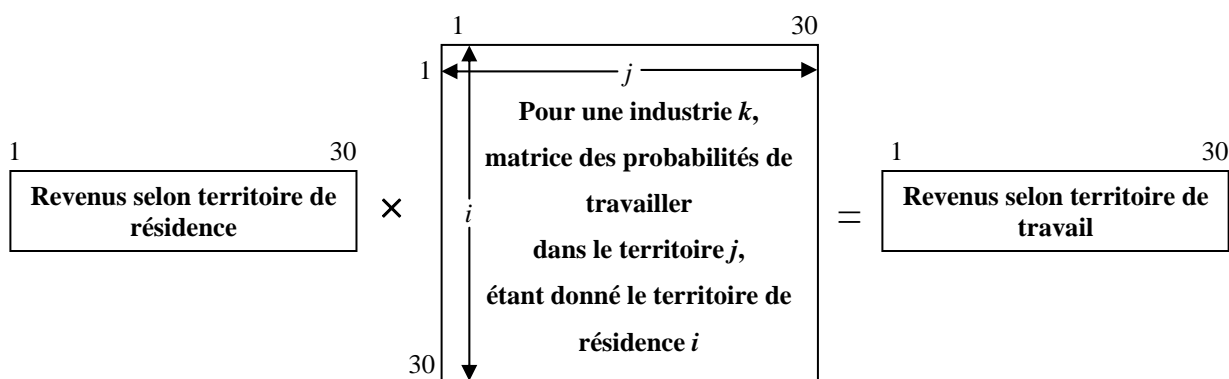 1 30
1 j
Pour une industrie k,
matrice des probabilités de
travailler
dans le territoire j,
étant donné le territoire de
résidence i
i
30
1 30
Revenus selon territoire de
résidence
×
=
1 30
Revenus selon territoire de
travail